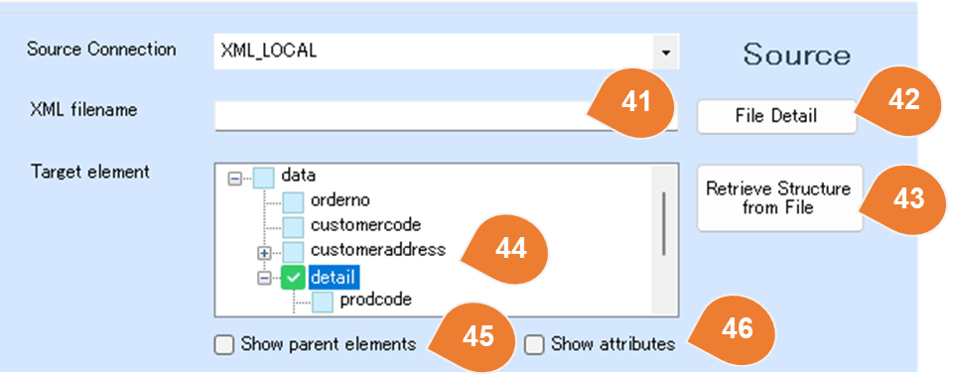 Source Connection
XML_LOCAL
Source
XML filename
41
File Detail
42
Target element
data
orderno
customercode
customeraddress
detail
prodcode
44
Retrieve Structure
from File
43
Show parent elements
45
Show attributes
46